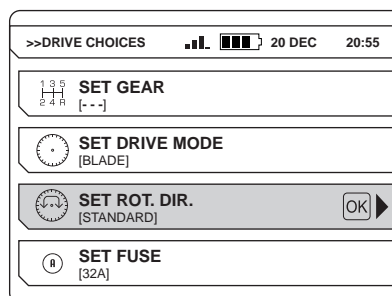 >>DRIVE CHOICES 20 DEC 20:55
1 3 5
2 4 R
SET GEAR
[- - -]
SET DRIVE MODE
[BLADE]
SET ROT. DIR.
[STANDARD]
OK
A
SET FUSE
[32A]